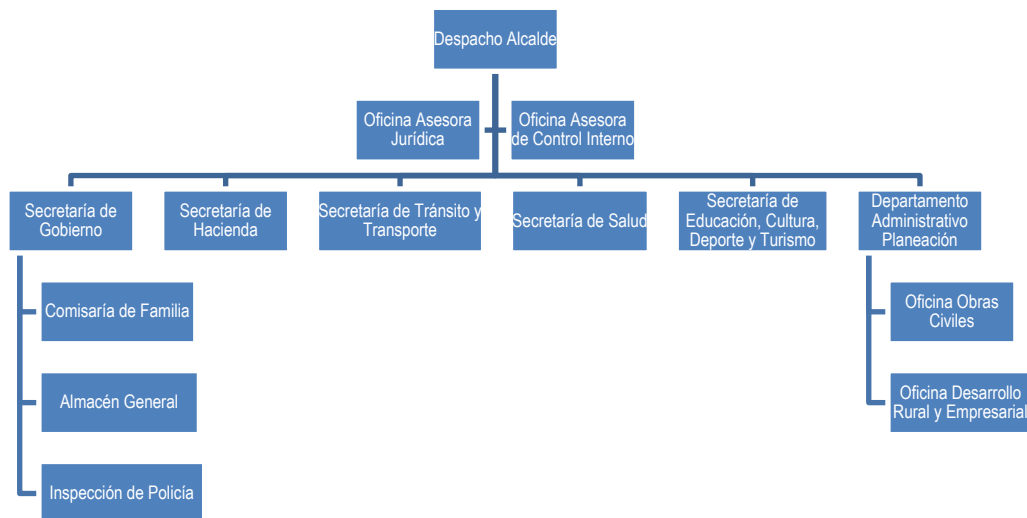 Despacho Alcalde
Oficina Asesora
Jurídica
Oficina Asesora
de Control Interno
Secretaría de
Gobierno
Secretaría de
Hacienda
Secretaría de Tránsito y
Transporte
Secretaría de Salud
Secretaría de
Educación, Cultura,
Deporte y Turismo
Departamento
Administrativo
Planeación
Comisaría de Familia
Almacén General
Inspección de Policía
Oficina Obras
Civiles
Oficina Desarrollo
Rural y Empresarial